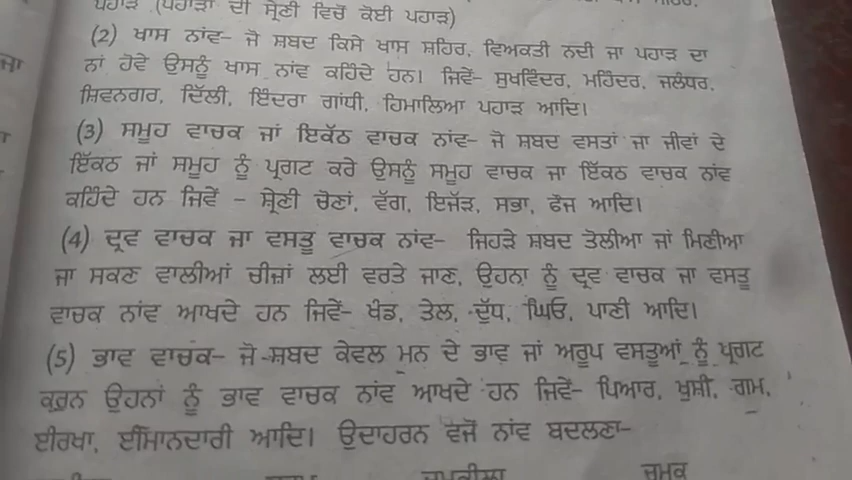 ਪਹਾੜ (ਪਹਾੜਾਂ ਦੀ ਸ਼੍ਰੇਣੀ ਵਿਚੋਂ ਕੋਈ ਪਹਾੜ)
(2) ਖਾਸ ਨਾਂਵ- ਜੋ ਸ਼ਬਦ ਕਿਸੇ ਖਾਸ ਸ਼ਹਿਰ, ਵਿਅਕਤੀ ਨਦੀ ਜਾ ਪਹਾੜ ਦਾ
ਨਾਂ ਹੋਵੇ ਉਸਨੂੰ ਖਾਸ ਨਾਂਵ ਕਹਿੰਦੇ ਹਨ। ਜਿਵੇਂ- ਸੁਖਵਿੰਦਰ, ਮਹਿੰਦਰ, ਜਲੰਧਰ,
ਸ਼ਿਵਨਗਰ, ਦਿੱਲੀ, ਇੰਦਰਾ ਗਾਂਧੀ, ਹਿਮਾਲਿਆ ਪਹਾੜ ਆਦਿ।
(3) ਸਮੂਹ ਵਾਚਕ ਜਾਂ ਇਕੱਠ ਵਾਚਕ ਨਾਂਵ- ਜੋ ਸ਼ਬਦ ਵਸਤਾਂ ਜਾ ਜੀਵਾਂ ਦੇ
ਇੱਕਠ ਜਾਂ ਸਮੂਹ ਨੂੰ ਪ੍ਰਗਟ ਕਰੇ ਉਸਨੂੰ ਸਮੂਹ ਵਾਚਕ ਜਾ ਇੱਕਠ ਵਾਚਕ ਨਾਂਵ
ਕਹਿੰਦੇ ਹਨ ਜਿਵੇਂ - ਸ਼੍ਰੇਣੀ ਚੋਣਾਂ, ਵੱਗ, ਇਜੱੜ, ਸਭਾ, ਫੌਜ ਆਦਿ।
(4) ਦ੍ਰਵ ਵਾਚਕ ਜਾ ਵਸਤੂ ਵਾਚਕ ਨਾਂਵ- ਜਿਹੜੇ ਸ਼ਬਦ ਤੋਲੀਆ ਜਾਂ ਮਿਣੀਆ
ਜਾ ਸਕਣ ਵਾਲੀਆਂ ਚੀਜ਼ਾਂ ਲਈ ਵਰਤੇ ਜਾਣ, ਉਹਨਾ ਨੂੰ ਦ੍ਰਵ ਵਾਚਕ ਜਾ ਵਸਤੂ
ਵਾਚਕ ਨਾਂਵ ਆਖਦੇ ਹਨ ਜਿਵੇਂ- ਖੰਡ, ਤੇਲ, ਦੁੱਧ, ਘਿਓ, ਪਾਣੀ ਆਦਿ।
(5) ਭਾਵ ਵਾਚਕ- ਜੋ ਸ਼ਬਦ ਕੇਵਲ ਮਨ ਦੇ ਭਾਵ ਜਾਂ ਅਰੂਪ ਵਸਤੂਆਂ ਨੂੰ ਪ੍ਰਗਟ
ਕਰਨ ਉਹਨਾਂ ਨੂੰ ਭਾਵ ਵਾਚਕ ਨਾਂਵ ਆਖਦੇ ਹਨ ਜਿਵੇਂ- ਪਿਆਰ, ਖੁਸ਼ੀ, ਗਮ,
ਈਰਖਾ, ਈਮਾਨਦਾਰੀ ਆਦਿ। ਉਦਾਹਰਨ ਵਜੋਂ ਨਾਂਵ ਬਦਲਣਾ-
ਚਮਕੀਲਾ ਚਮਕ